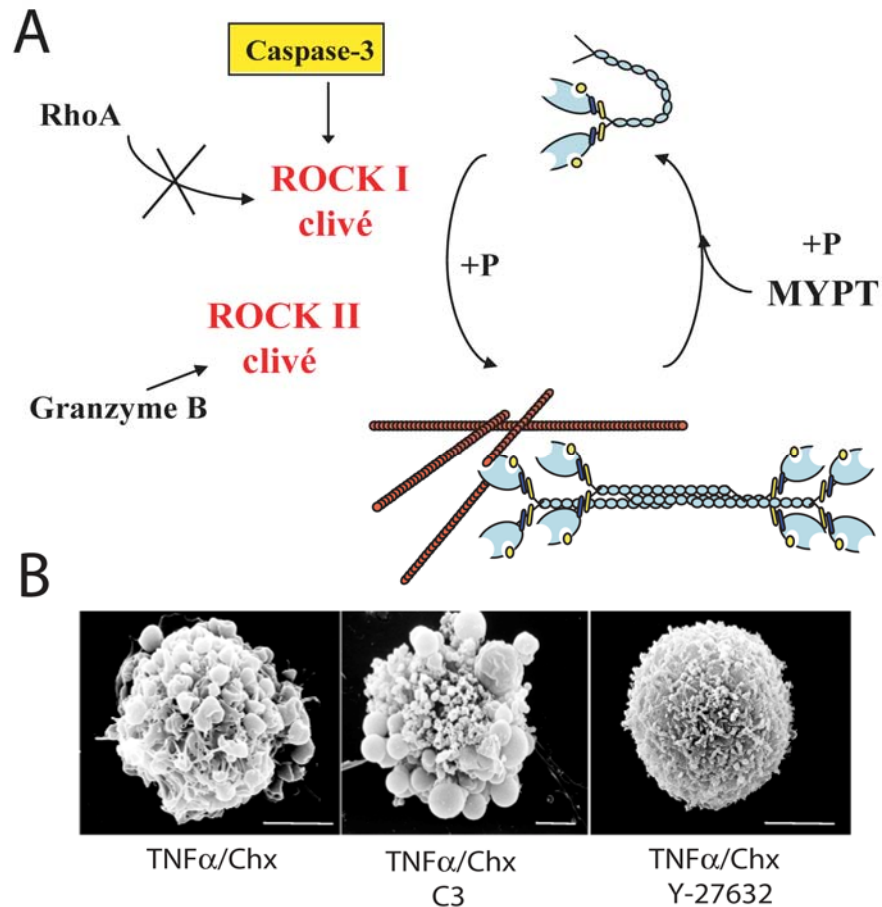 A
Caspase-3
RhoA
ROCK I
clivé
+P
+P
MYPT
ROCK II
clivé
Granzyme B
B
TNFα/Chx
TNFα/Chx
C3
TNFα/Chx
Y-27632